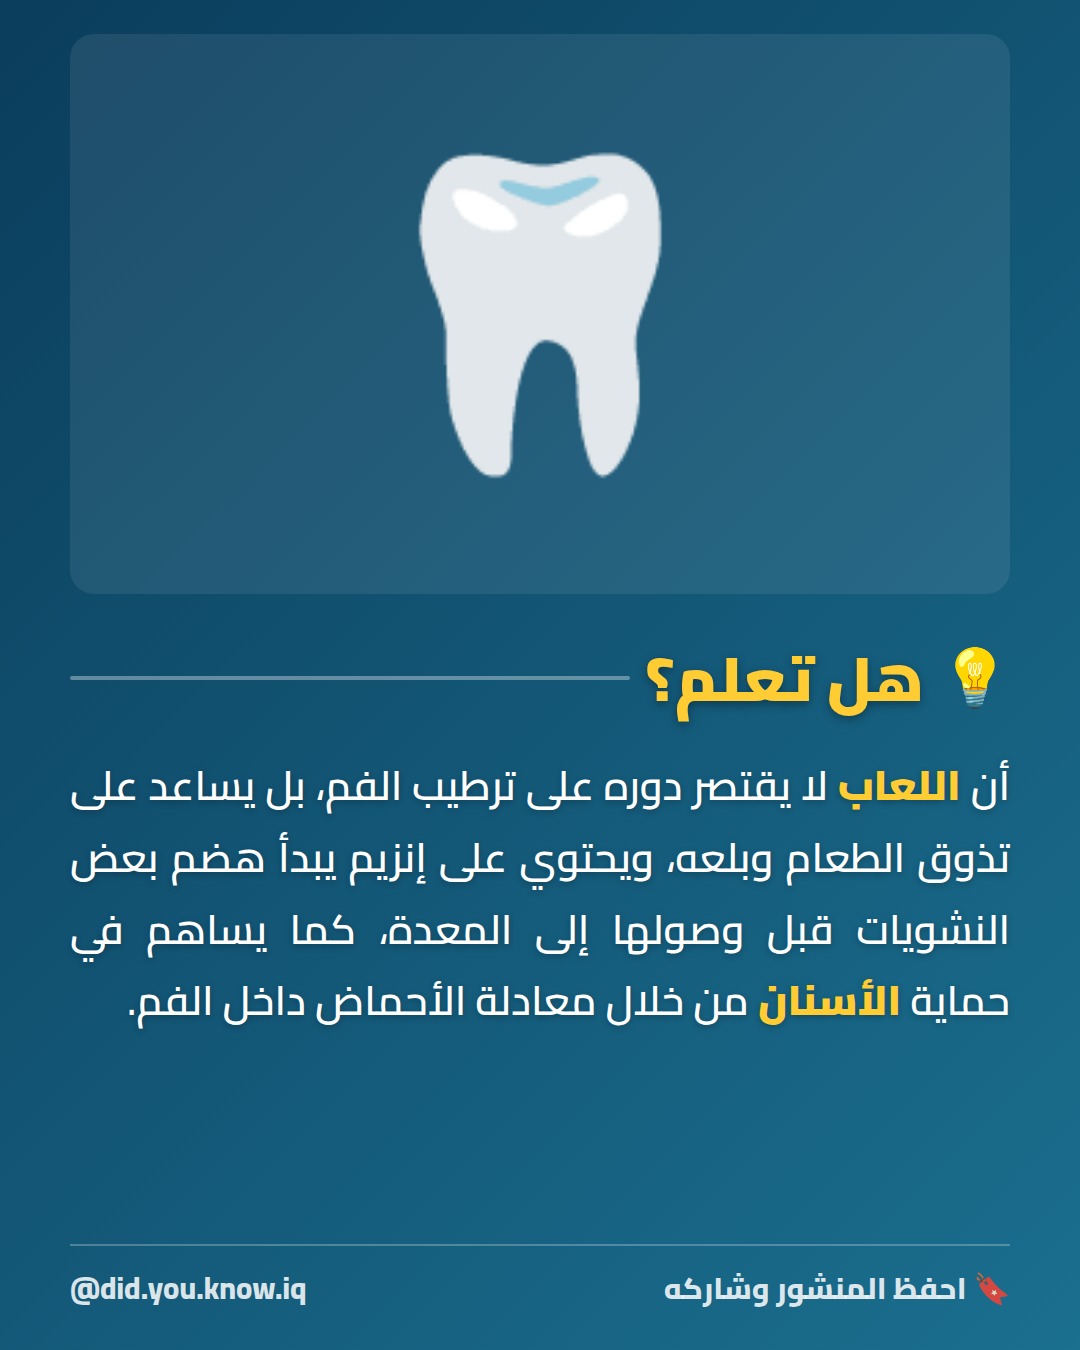 💡 هل تعلم؟
أن اللعاب لا يقتصر دوره على ترطيب الفم، بل يساعد على
تذوق الطعام وبلعه، ويحتوي على إنزيم يبدأ هضم بعض
النشويات قبل وصولها إلى المعدة، كما يساهم في
حماية الأسنان من خلال معادلة الأحماض داخل الفم.
🔖 احفظ المنشور وشاركه
@did.you.know.iq